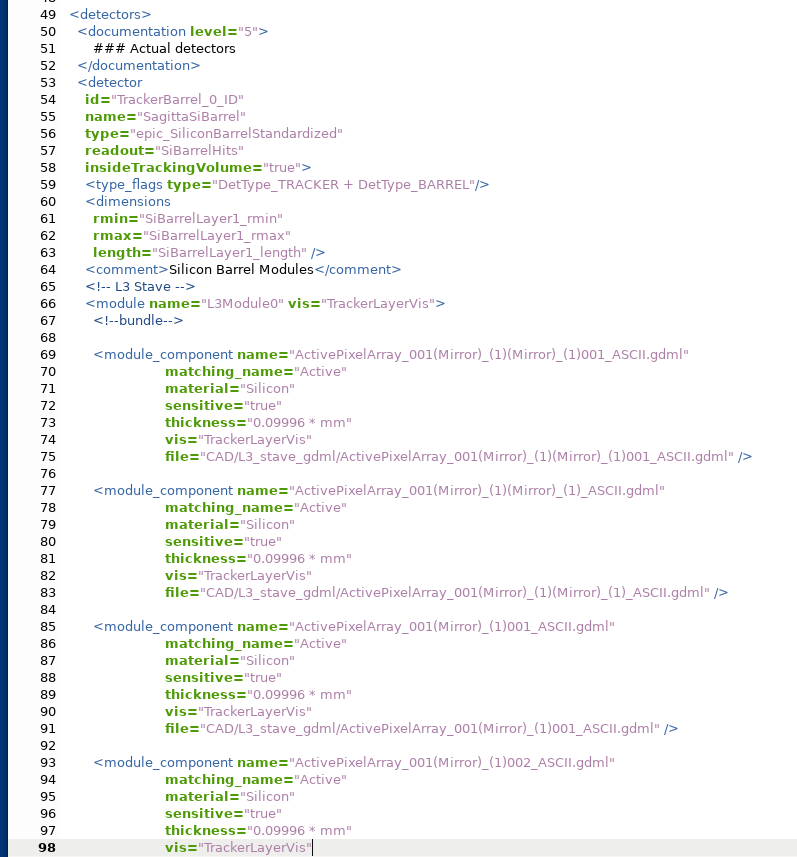 49 <detectors>
50 <documentation level="5">
51 ### Actual detectors
52 </documentation>
53 <detector
54 id="TrackerBarrel_0_ID"
55 name="SagittaSiBarrel"
56 type="epic_SiliconBarrelStandardized"
57 readout="SiBarrelHits"
58 insideTrackingVolume="true">
59 <type_flags type="DetType_TRACKER + DetType_BARREL"/>
60 <dimensions
61 rmin="SiBarrelLayer1_rmin"
62 rmax="SiBarrelLayer1_rmax"
63 length="SiBarrelLayer1_length" />
64 <comment>Silicon Barrel Modules</comment>
65 <!-- L3 Stave -->
66 <module name="L3Module0" vis="TrackerLayerVis">
67 <!--bundle-->
68
69 <module_component name="ActivePixelArray_001(Mirror)_(1)(Mirror)_(1)001_ASCII.gdml"
70 matching_name="Active"
71 material="Silicon"
72 sensitive="true"
73 thickness="0.09996 * mm"
74 vis="TrackerLayerVis"
75 file="CAD/L3_stave_gdml/ActivePixelArray_001(Mirror)_(1)(Mirror)_(1)001_ASCII.gdml" />
76
77 <module_component name="ActivePixelArray_001(Mirror)_(1)(Mirror)_(1)_ASCII.gdml"
78 matching_name="Active"
79 material="Silicon"
80 sensitive="true"
81 thickness="0.09996 * mm"
82 vis="TrackerLayerVis"
83 file="CAD/L3_stave_gdml/ActivePixelArray_001(Mirror)_(1)(Mirror)_(1)_ASCII.gdml" />
84
85 <module_component name="ActivePixelArray_001(Mirror)_(1)001_ASCII.gdml"
86 matching_name="Active"
87 material="Silicon"
88 sensitive="true"
89 thickness="0.09996 * mm"
90 vis="TrackerLayerVis"
91 file="CAD/L3_stave_gdml/ActivePixelArray_001(Mirror)_(1)001_ASCII.gdml" />
92
93 <module_component name="ActivePixelArray_001(Mirror)_(1)002_ASCII.gdml"
94 matching_name="Active"
95 material="Silicon"
96 sensitive="true"
97 thickness="0.09996 * mm"
98 vis="TrackerLayerVis"